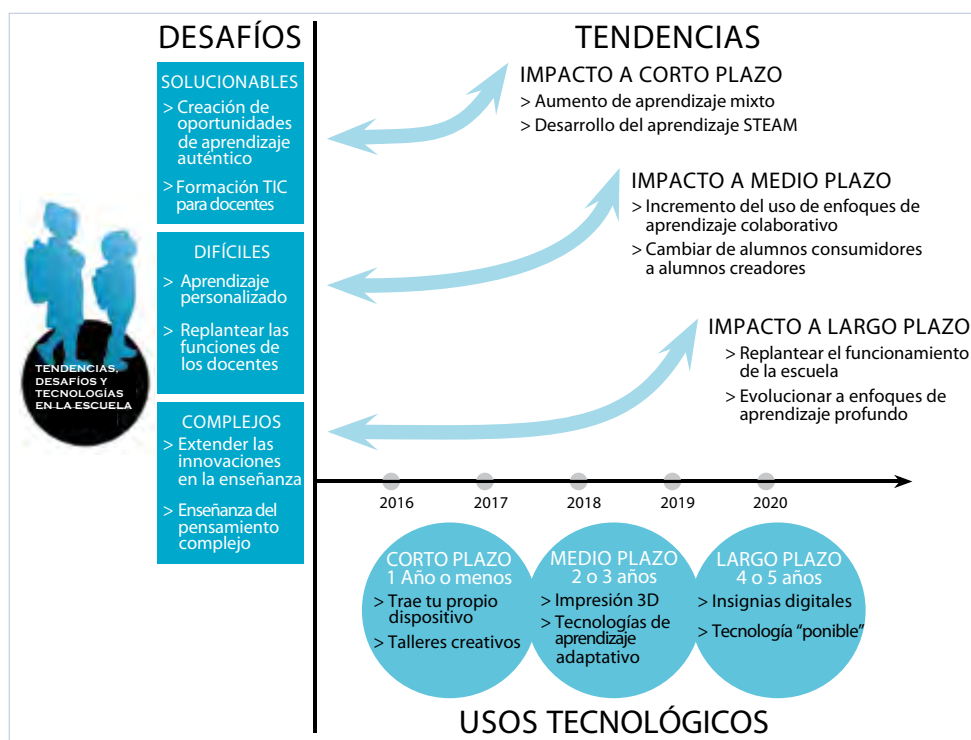 DESAFÍOS
SOLUCIONABLES
> Creación de
oportunidades
de aprendizaje
auténtico
> Formación TIC
para docentes
DIFÍCILES
> Aprendizaje
personalizado
> Replantear las
funciones de
los docentes
COMPLEJOS
> Extender las
innovaciones
en la enseñanza
> Enseñanza del
pensamiento
complejo
TENDENCIAS,
DESAFÍOS Y
TECNOLOGÍAS
EN LA ESCUELA
TENDENCIAS
IMPACTO A CORTO PLAZO
> Aumento de aprendizaje mixto
> Desarrollo del aprendizaje STEAM
IMPACTO A MEDIO PLAZO
> Incremento del uso de enfoques de
aprendizaje colaborativo
> Cambiar de alumnos consumidores
a alumnos creadores
IMPACTO A LARGO PLAZO
> Replantear el funcionamiento
de la escuela
> Evolucionar a enfoques de
aprendizaje profundo
2016 2017 2018 2019 2020
CORTO PLAZO
1 Año o menos
> Trae tu propio
dispositivo
> Talleres creativos
MEDIO PLAZO
2 o 3 años
> Impresión 3D
> Tecnologías de
aprendizaje
adaptativo
LARGO PLAZO
4 o 5 años
> Insignias digitales
> Tecnología “ponible”
USOS TECNOLÓGICOS